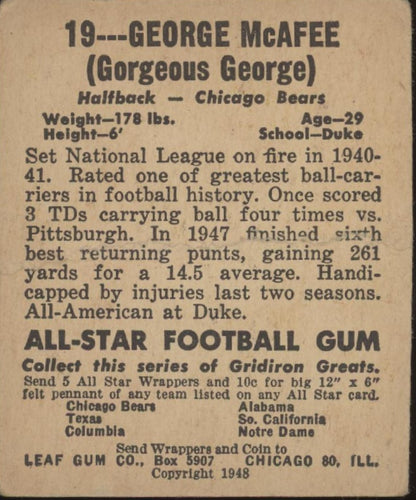 19---GEORGE McAFEE
(Gorgeous George)
Halfback — Chicago Bears
Weight—178 lbs. Age—29
Height—6' School—Duke
Set National League on fire in 1940-
41. Rated one of greatest ball-car-
riers in football history. Once scored
3 TDs carrying ball four times vs.
Pittsburgh. In 1947 finished sixth
best returning punts, gaining 261
yards for a 14.5 average. Handi-
capped by injuries last two seasons.
All-American at Duke.
ALL-STAR FOOTBALL GUM
Collect this series of Gridiron Greats.
Send 5 All Star Wrappers and 10c for big 12" x 6"
felt pennant of any team listed on any All Star card.
Chicago Bears Alabama
Texas So. California
Columbia Notre Dame
Send Wrappers and Coin to
LEAF GUM CO., Box 5907 CHICAGO 80, ILL.
Copyright 1948